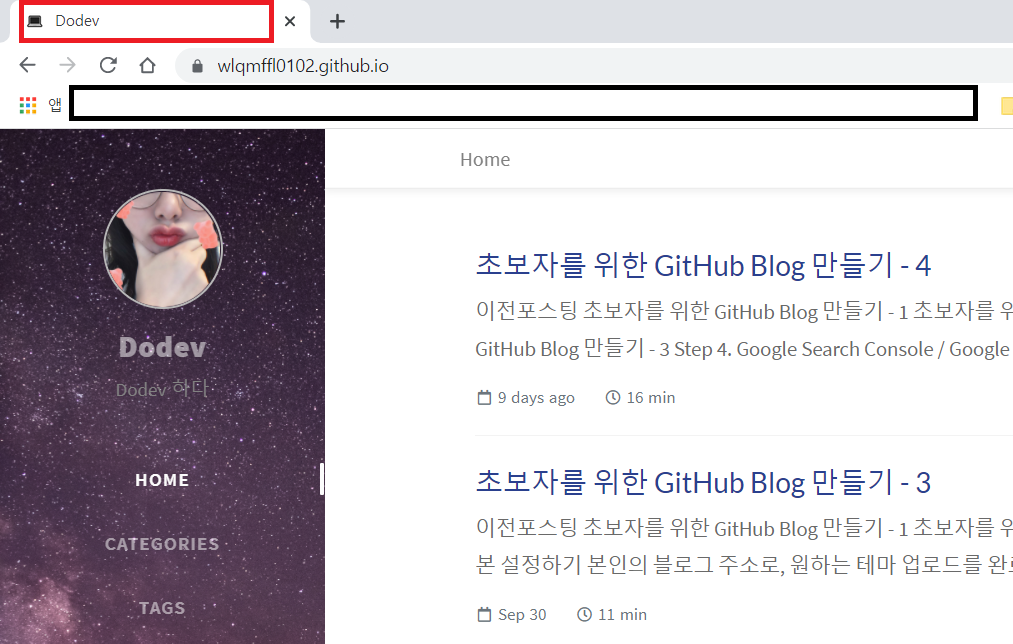 Dodev
wlqmffl0102.github.io
앱
Home
Dodev
Dodev 하다
HOME
CATEGORIES
TAGS
초보자를 위한 GitHub Blog 만들기 - 4
이전포스팅 초보자를 위한 GitHub Blog 만들기 - 1 초보자를
GitHub Blog 만들기 - 3 Step 4. Google Search Console / Google
9 days ago 16 min
초보자를 위한 GitHub Blog 만들기 - 3
이전포스팅 초보자를 위한 GitHub Blog 만들기 - 1 초보자를
본 설정하기 본인의 블로그 주소로, 원하는 테마 업로드를
Sep 30 11 min